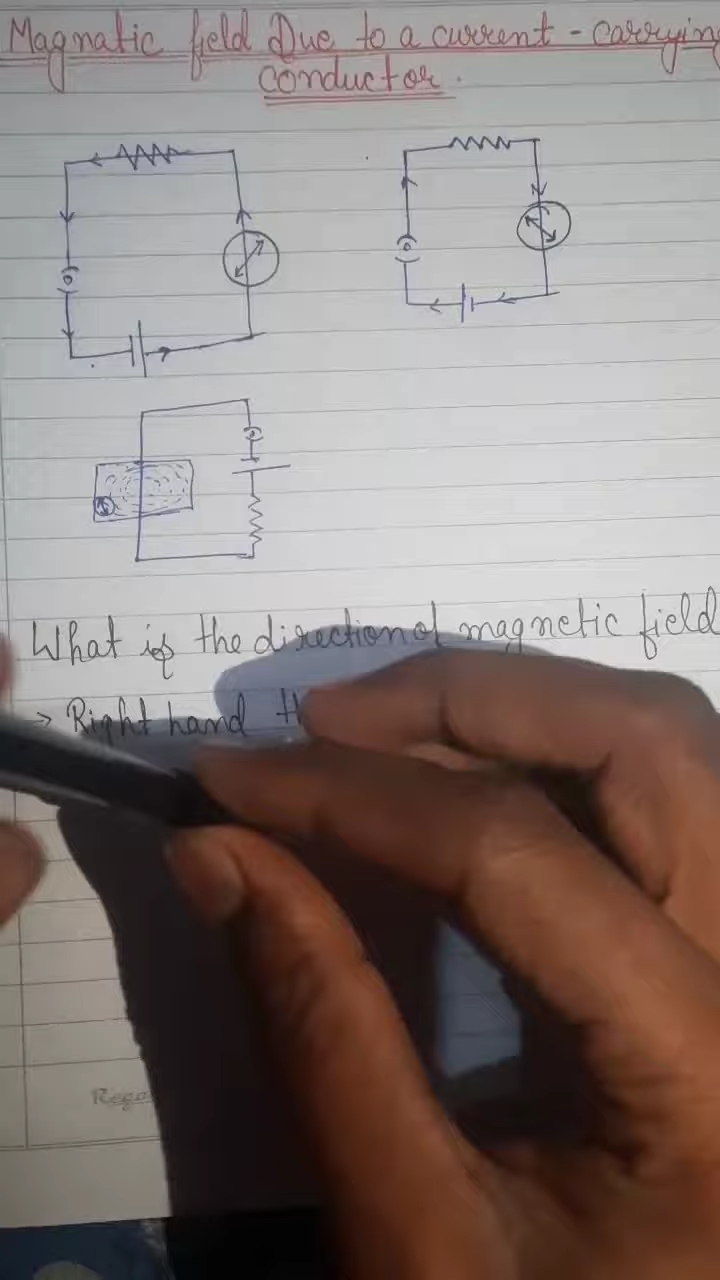 Magnatic field Due to a current - carrying
conductor.
What is the direction of magnetic field
> Right hand